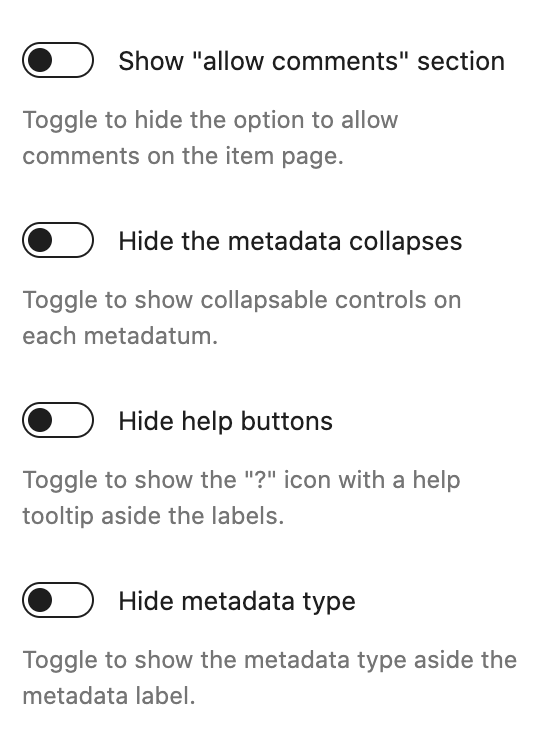 Show "allow comments" section
Toggle to hide the option to allow
comments on the item page.
Hide the metadata collapses
Toggle to show collapsable controls on
each metadatum.
Hide help buttons
Toggle to show the "?" icon with a help
tooltip aside the labels.
Hide metadata type
Toggle to show the metadata type aside the
metadata label.